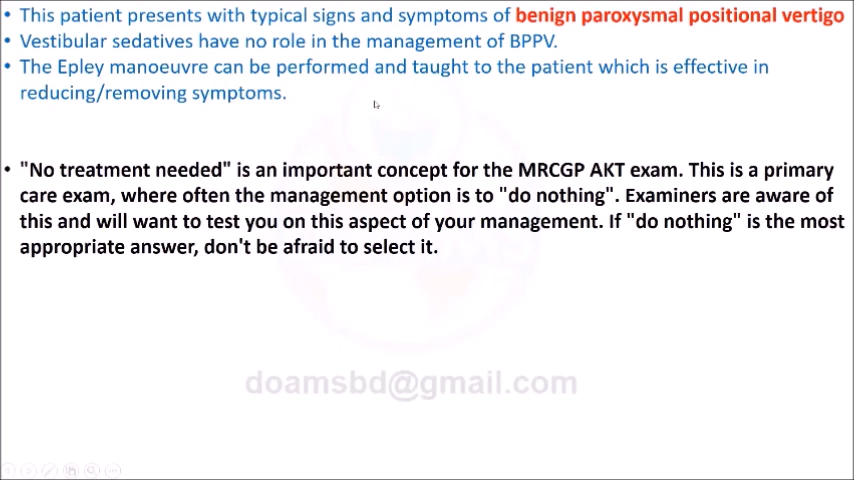 • This patient presents with typical signs and symptoms of benign paroxysmal positional vertigo
• Vestibular sedatives have no role in the management of BPPV.
• The Epley manoeuvre can be performed and taught to the patient which is effective in
reducing/removing symptoms.
• "No treatment needed" is an important concept for the MRCGP AKT exam. This is a primary
care exam, where often the management option is to "do nothing". Examiners are aware of
this and will want to test you on this aspect of your management. If "do nothing" is the most
appropriate answer, don't be afraid to select it.
doamsbd@gmail.com